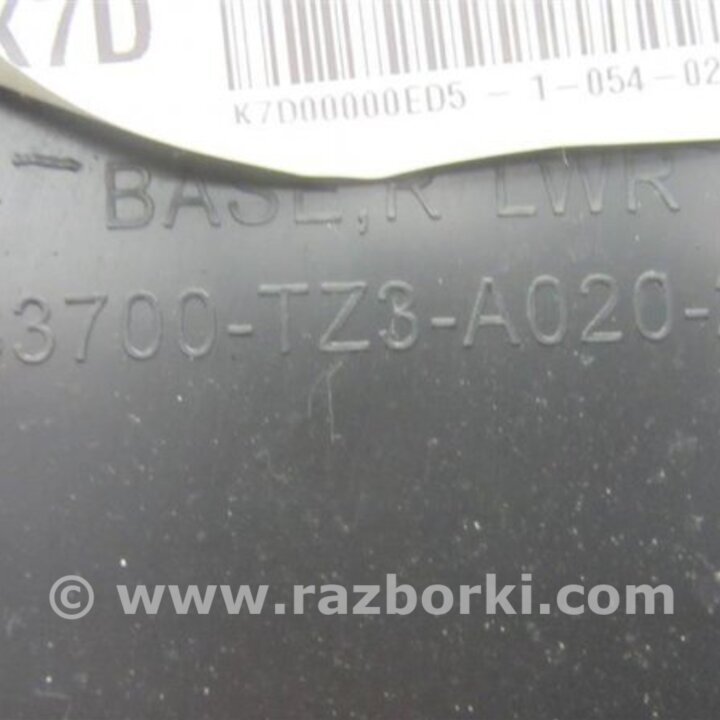 K7D
K7D00000ED5 - 1-054-02
BASE,R LWR
3700-TZ3-A020-
© www.razborki.com